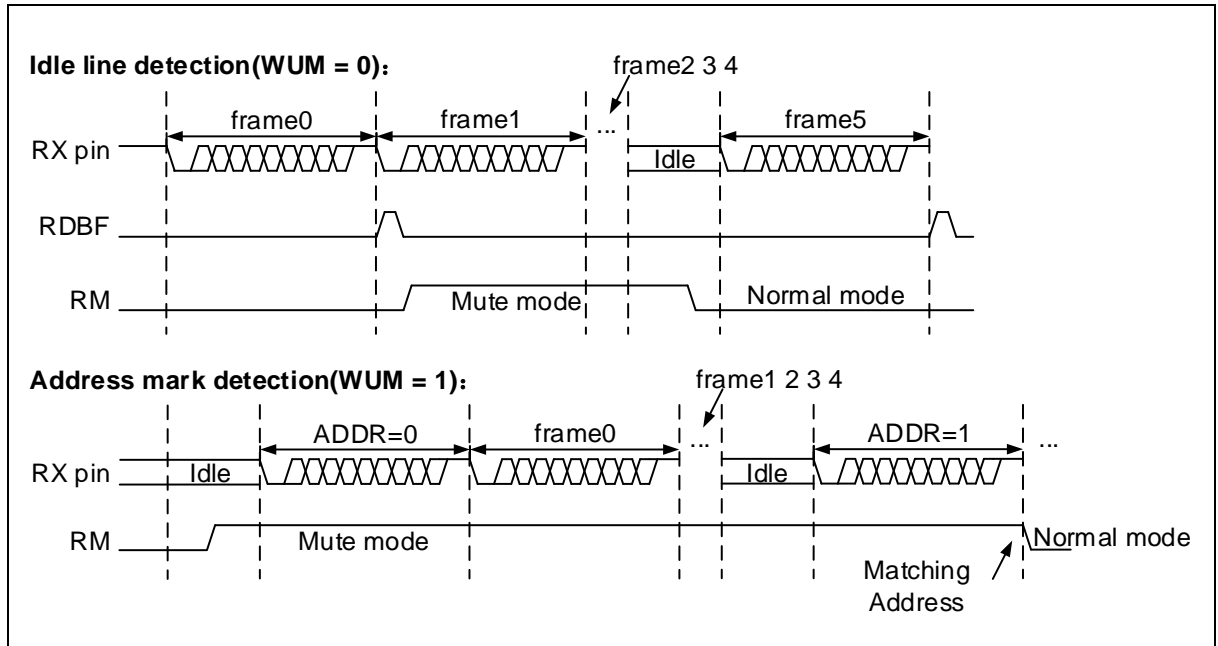 Idle line detection(WUM = 0)： frame2 3 4
frame0 frame1 ... frame5
RX pin Idle
RDBF
RM Mute mode Normal mode
Address mark detection(WUM = 1)： frame1 2 3 4
ADDR=0 frame0 ... ADDR=1 ...
RX pin Idle Idle
RM Mute mode Normal mode
Matching
Address